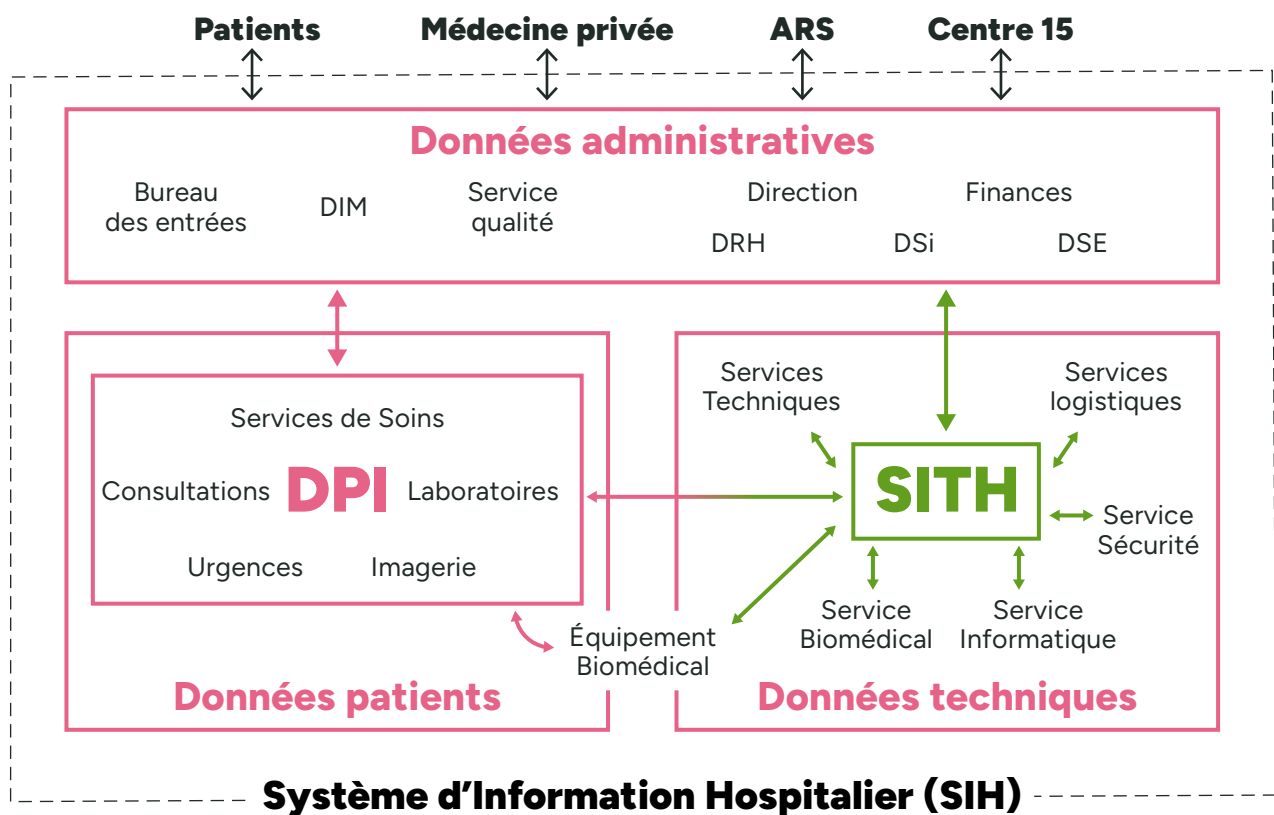 Patients
Médecine privée
ARS
Centre 15
Données administratives
Bureau
des entrées
DIM
Service
qualité
Direction
Finances
DRH
DSi
DSE
Services de Soins
Consultations
DPI
Laboratoires
Urgences
Imagerie
Données patients
Équipement
Biomédical
Services
Techniques
Services
logistiques
SITH
Service
Sécurité
Service
Biomédical
Service
Informatique
Données techniques
Système d’Information Hospitalier (SIH)